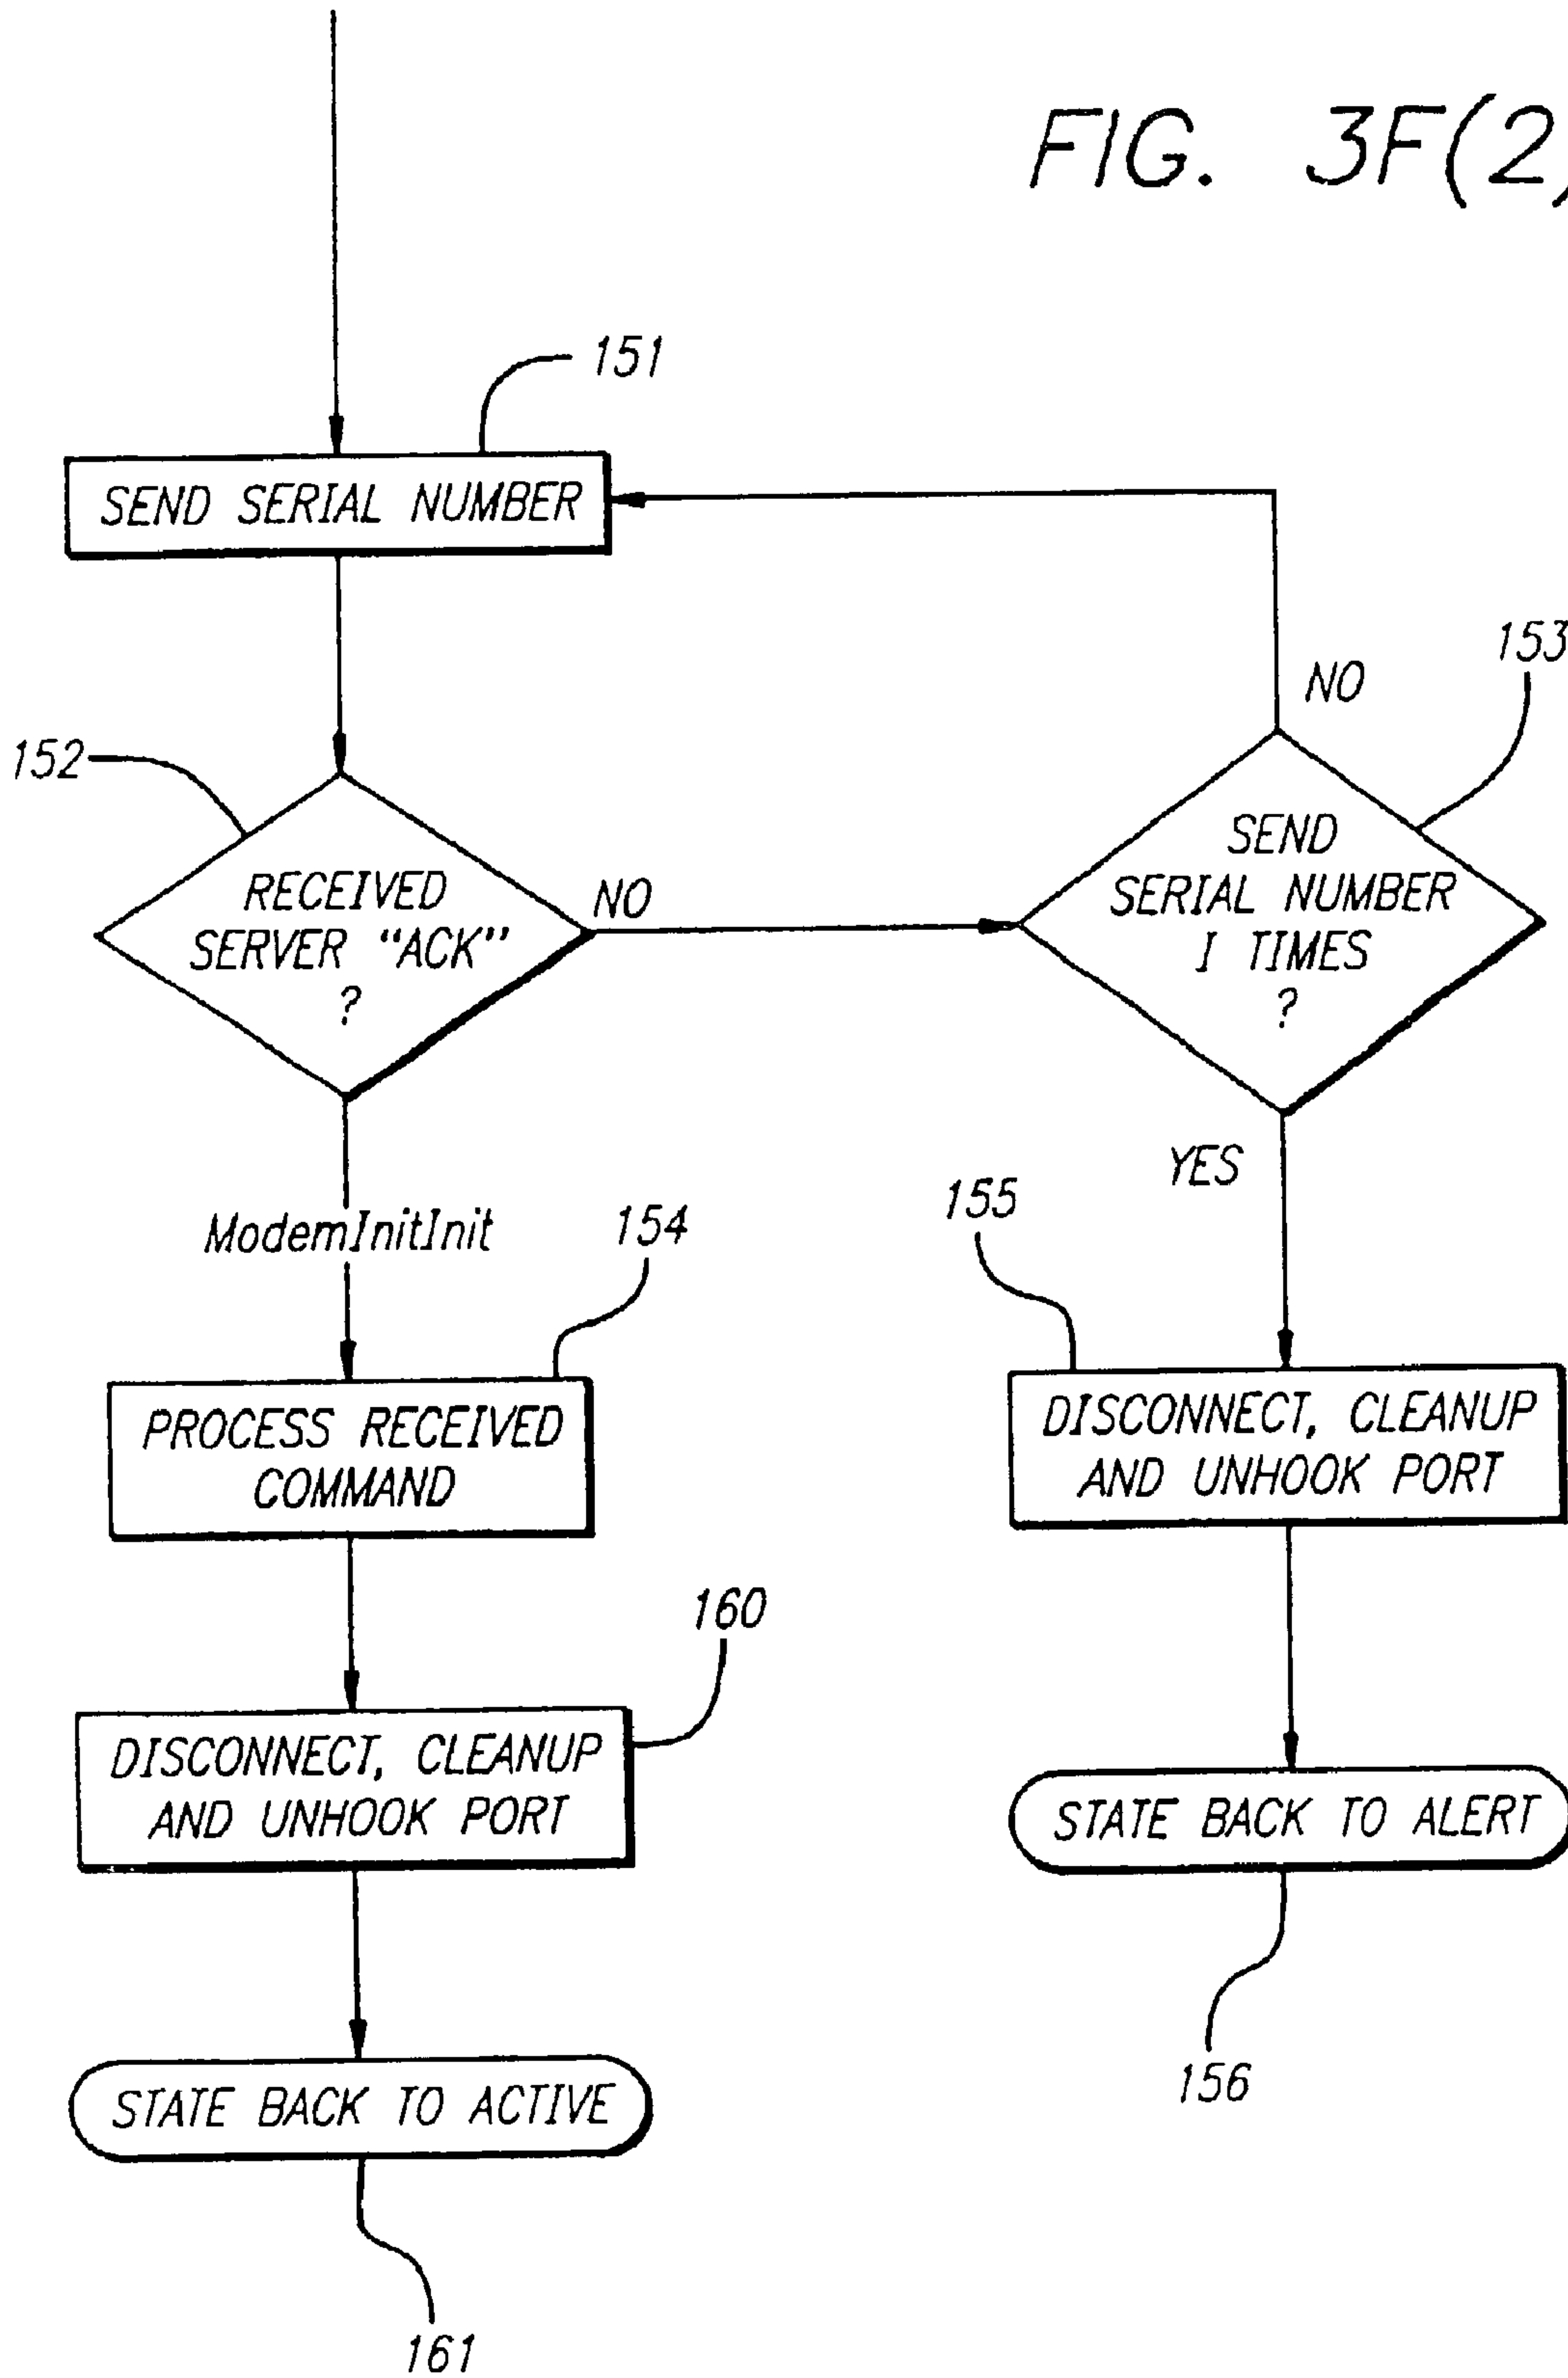 FIG. 3F(2)
151
SEND SERIAL NUMBER
153
NO
152
RECEIVED
SERVER "ACK"
?
NO
SEND
SERIAL NUMBER
I TIMES
?
YES
ModemInitInit
154
155
PROCESS RECEIVED
COMMAND
DISCONNECT, CLEANUP
AND UNHOOK PORT
160
DISCONNECT, CLEANUP
AND UNHOOK PORT
STATE BACK TO ALERT
156
STATE BACK TO ACTIVE
161